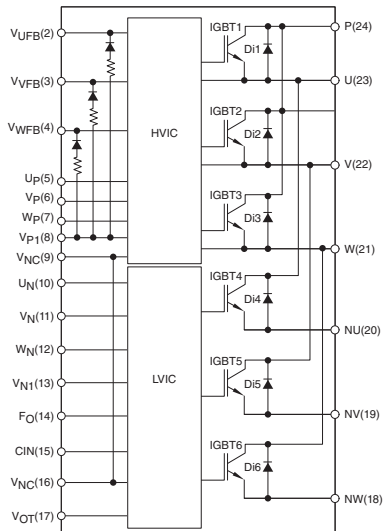 VUFB(2)
VVFB(3)
VWFB(4)
UP(5)
VP(6)
WP(7)
VP1(8)
VNC(9)
UN(10)
VN(11)
WN(12)
VN1(13)
FO(14)
CIN(15)
VNC(16)
VOT(17)
HVIC
LVIC
IGBT1
Di1
IGBT2
Di2
IGBT3
Di3
IGBT4
Di4
IGBT5
Di5
IGBT6
Di6
P(24)
U(23)
V(22)
W(21)
NU(20)
NV(19)
NW(18)